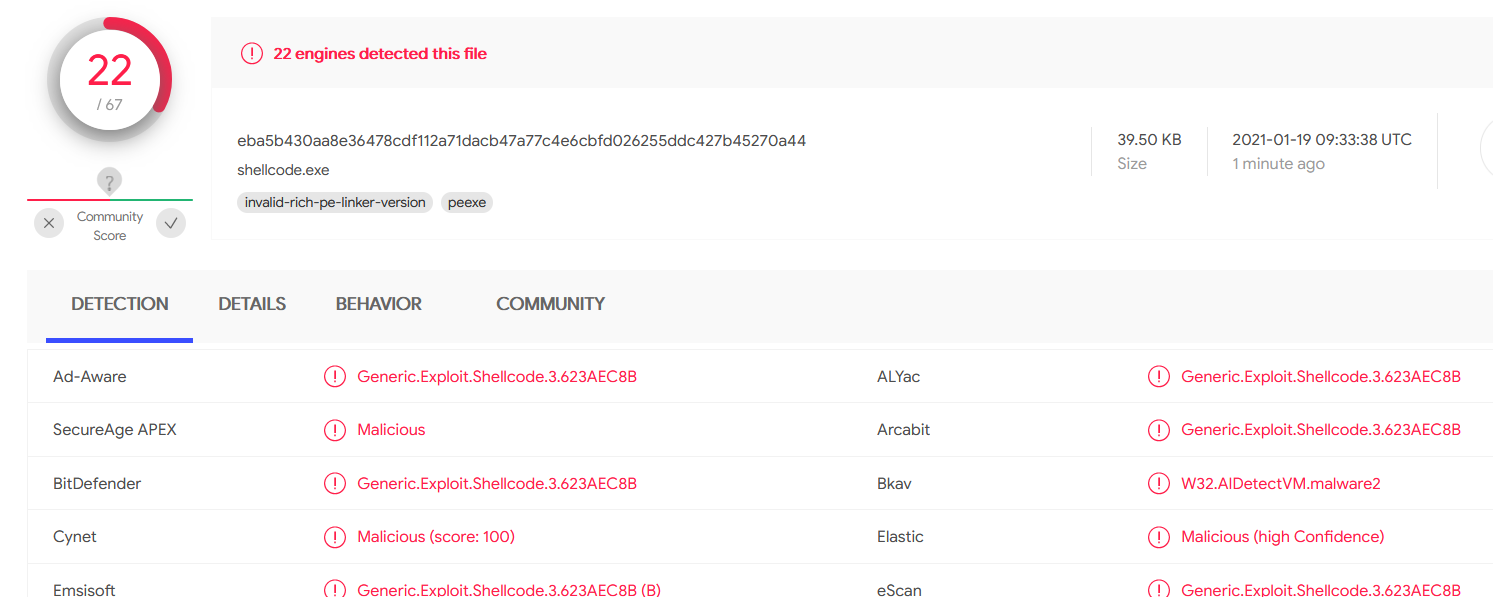 22
/ 67
22 engines detected this file
eba5b430aa8e36478cdf112a71dacb47a77c4e6cbfd026255ddc427b45270a44
39.50 KB
2021-01-19 09:33:38 UTC
shellcode.exe
Size
1 minute ago
invalid-rich-pe-linker-version peexe
?
Community
Score
DETECTION DETAILS BEHAVIOR COMMUNITY
Ad-Aware Generic.Exploit.Shellcode.3.623AEC8B ALYac Generic.Exploit.Shellcode.3.623AEC8B
SecureAge APEX Malicious Arcabit Generic.Exploit.Shellcode.3.623AEC8B
BitDefender Generic.Exploit.Shellcode.3.623AEC8B Bkav W32.AIDetectVM.malware2
Cynet Malicious (score: 100) Elastic Malicious (high Confidence)
Emsisoft Generic.Exploit.Shellcode.3.623AEC8B (B) eScan Generic.Exploit.Shellcode.3.623AEC8B